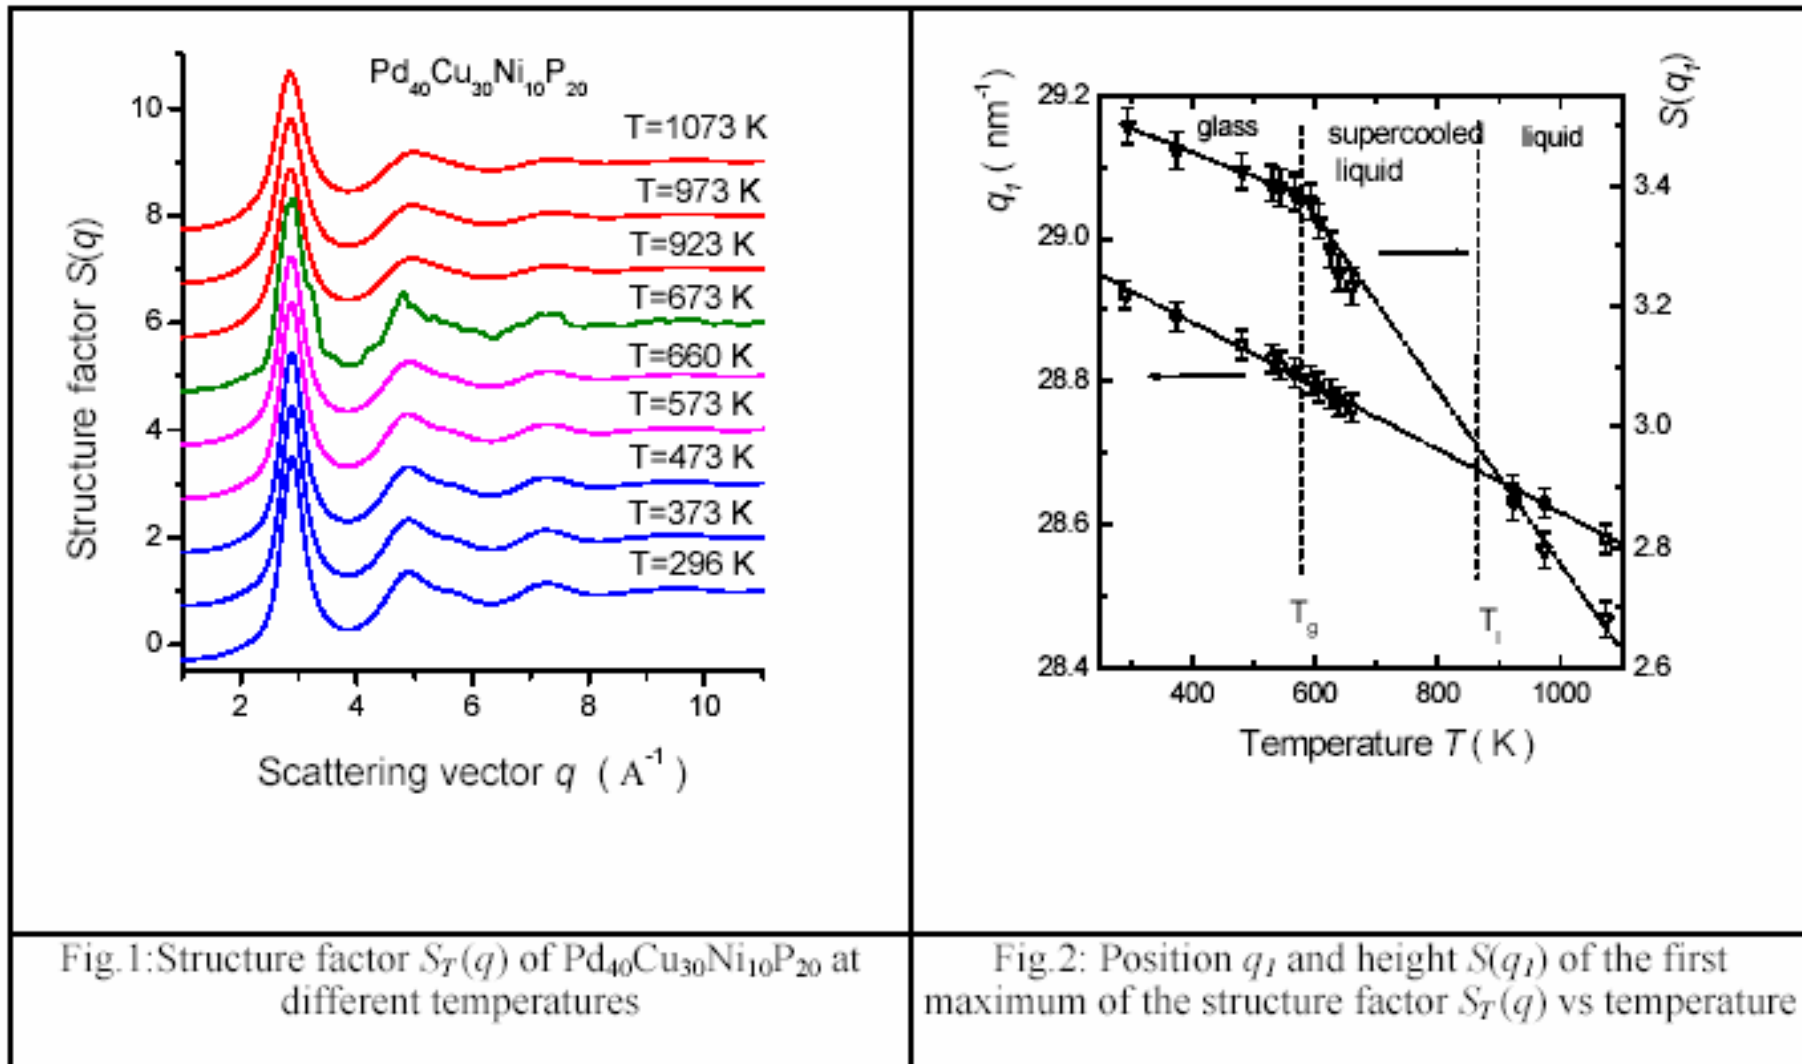 Pd₄₀Cu₃₀Ni₁₀P₂₀
T=1073 K
T=973 K
T=923 K
T=673 K
T=660 K
T=573 K
T=473 K
T=373 K
T=296 K
10
8
6
4
2
0
Structure factor S(q)
2 4 6 8 10
Scattering vector q ( A⁻¹ )
q₁ ( nm⁻¹)
29.2
29.0
28.8
28.6
28.4
glass
supercooled
liquid
liquid
T_g
T_l
S(q₁)
3.4
3.2
3.0
2.8
2.6
400 600 800 1000
Temperature T ( K )
Fig.1:Structure factor S_T(q) of Pd₄₀Cu₃₀Ni₁₀P₂₀ at
different temperatures
Fig.2: Position q₁ and height S(q₁) of the first
maximum of the structure factor S_T(q) vs temperature